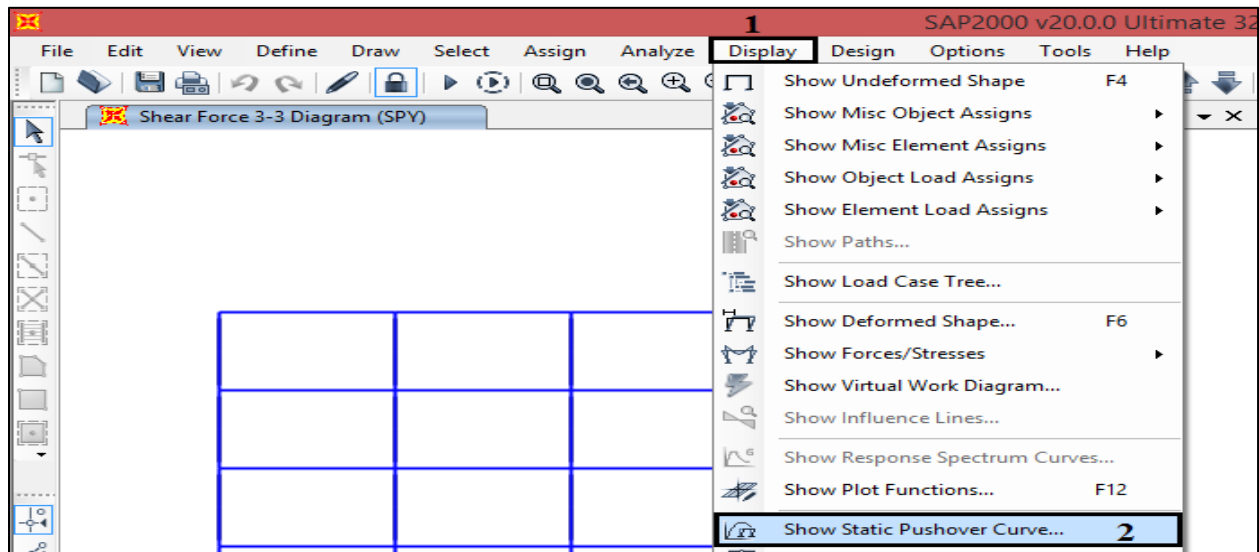 1
SAP2000 v20.0.0 Ultimate 32
File Edit View Define Draw Select Assign Analyze Display Design Options Tools Help
Shear Force 3-3 Diagram (SPY)
Show Undeformed Shape F4
Show Misc Object Assigns
Show Misc Element Assigns
Show Object Load Assigns
Show Element Load Assigns
Show Paths...
Show Load Case Tree...
Show Deformed Shape... F6
Show Forces/Stresses
Show Virtual Work Diagram...
Show Influence Lines...
Show Response Spectrum Curves...
Show Plot Functions... F12
Show Static Pushover Curve... 2